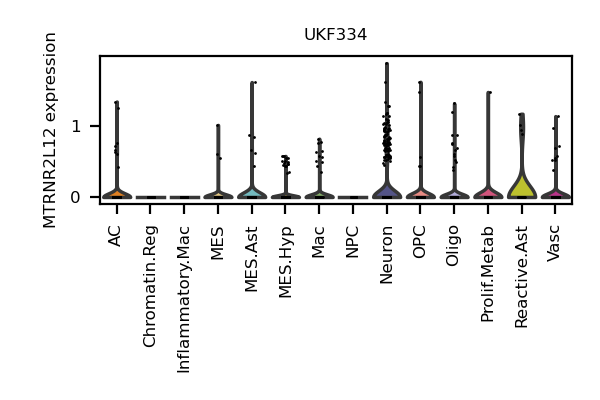 UKF334
MTRNR2L12 expression
1
0
AC
Chromatin.Reg
Inflammatory.Mac
MES
MES.Ast
MES.Hyp
Mac
NPC
Neuron
OPC
Oligo
Prolif.Metab
Reactive.Ast
Vasc